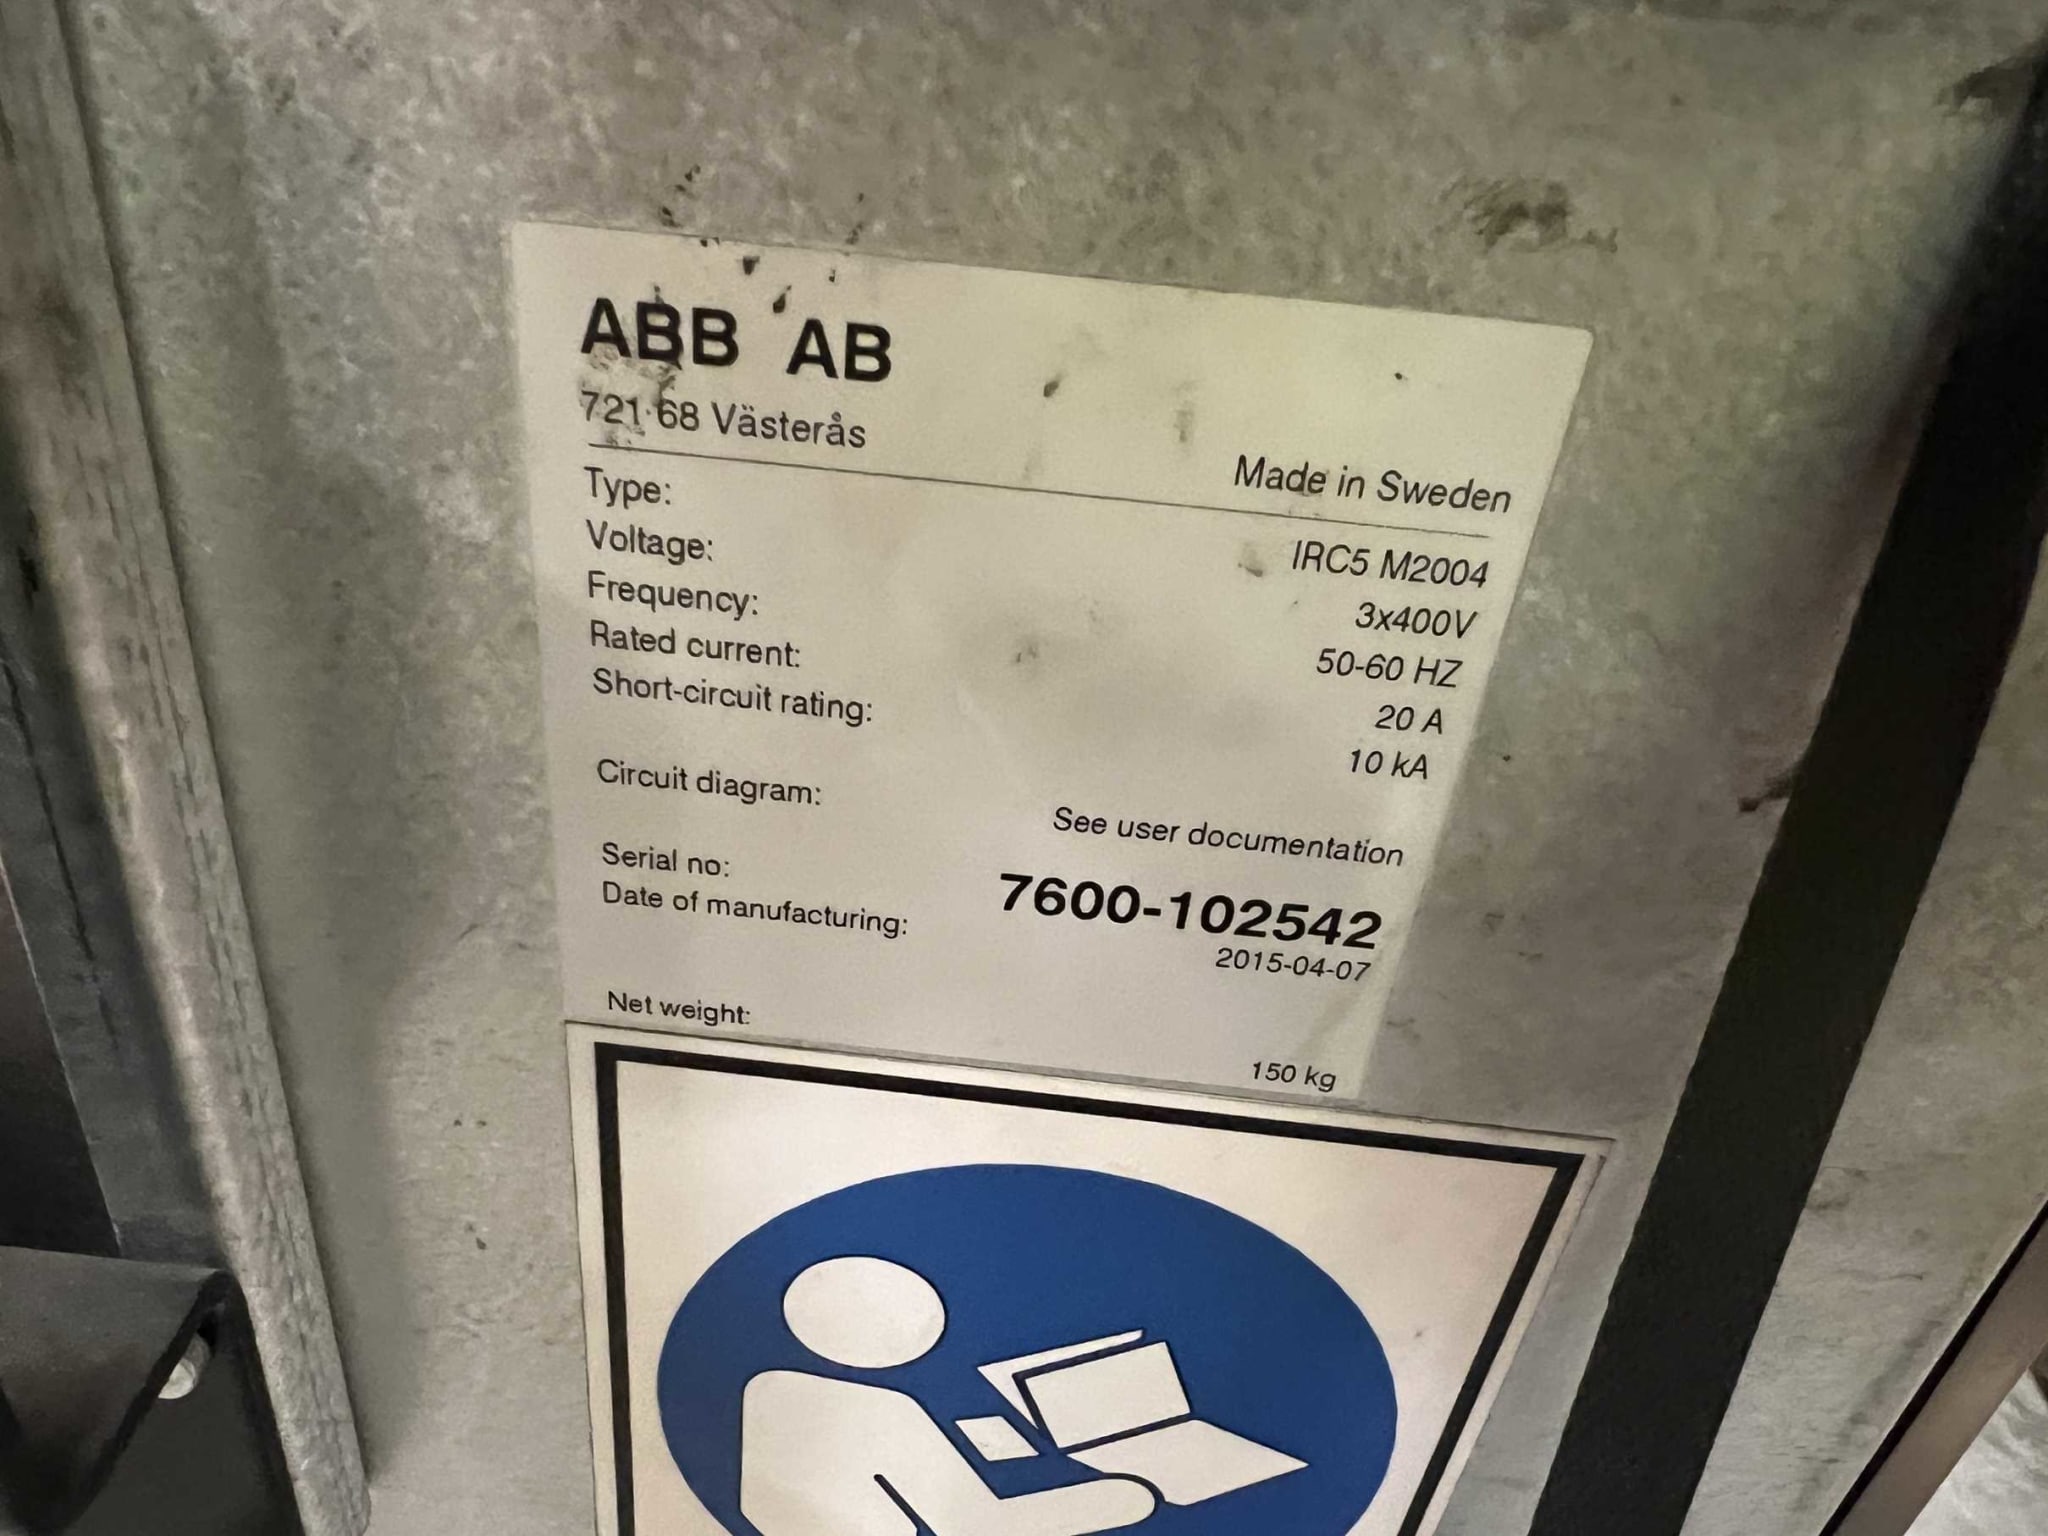 ABB AB
721 68 Västerås
Made in Sweden
Type: IRC5 M2004
Voltage: 3x400V
Frequency: 50-60 HZ
Rated current: 20 A
Short-circuit rating: 10 kA
Circuit diagram: See user documentation
Serial no: 7600-102542
Date of manufacturing: 2015-04-07
Net weight: 150 kg